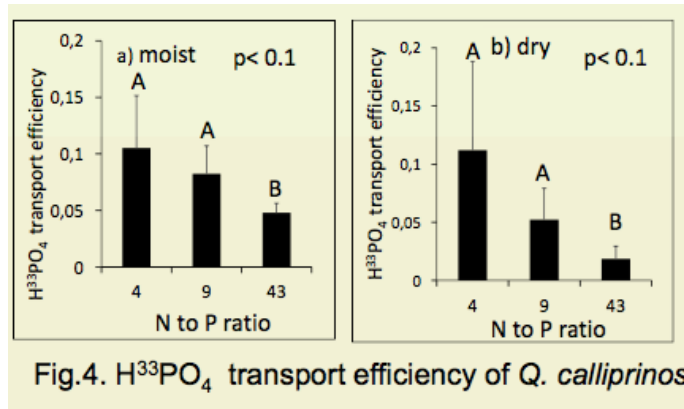 a) moist p< 0.1
H³³PO₄ transport efficiency
0,2
0,15
0,1
0,05
0
A
A
B
4 9 43
N to P ratio
b) dry p< 0.1
H³³PO₄ transport efficiency
0,2
0,15
0,1
0,05
0
A
A
B
4 9 43
N to P ratio
Fig.4. H³³PO₄ transport efficiency of Q. calliprinos